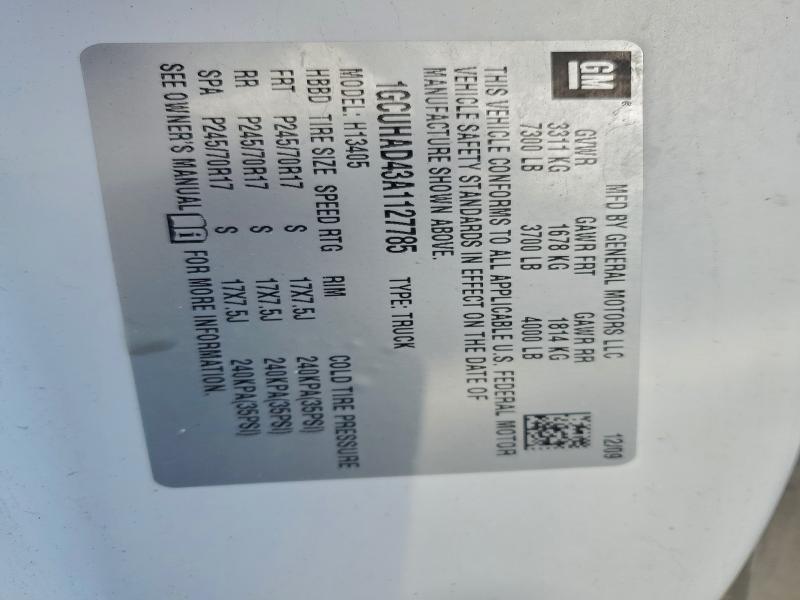 GM
MFD BY GENERAL MOTORS LLC 12/09
GVWR GAWR FRT GAWR RR
3311 KG 1678 KG 1814 KG
7300 LB 3700 LB 4000 LB
THIS VEHICLE CONFORMS TO ALL APPLICABLE U.S. FEDERAL MOTOR
VEHICLE SAFETY STANDARDS IN EFFECT ON THE DATE OF
MANUFACTURE SHOWN ABOVE.
1GCUHAD43A1127785 TYPE: TRUCK
MODEL: H13405
HBBD TIRE SIZE SPEED RTG RIM COLD TIRE PRESSURE
FRT P245/70R17 S 17X7.5J 240KPA(35PSI)
RR P245/70R17 S 17X7.5J 240KPA(35PSI)
SPA P245/70R17 S 17X7.5J 240KPA(35PSI)
SEE OWNER'S MANUAL FOR MORE INFORMATION.